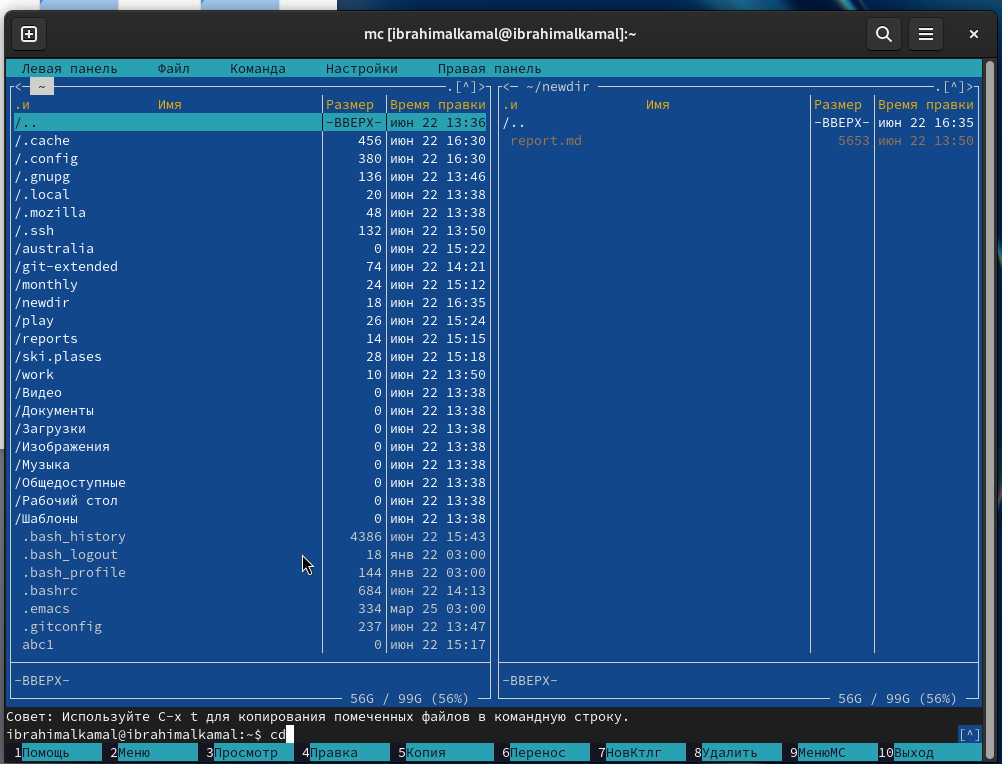 mc [ibrahimalkamal@ibrahimalkamal]:~
Левая панель Файл Команда Настройки Правая панель
<─ ~ .[^]>
.и Имя Размер Время правки
/.. -ВВЕРХ- июн 22 13:36
/.cache 456 июн 22 16:30
/.config 380 июн 22 16:30
/.gnupg 136 июн 22 13:46
/.local 20 июн 22 13:38
/.mozilla 48 июн 22 13:38
/.ssh 132 июн 22 13:50
/australia 0 июн 22 15:22
/git-extended 74 июн 22 14:21
/monthly 24 июн 22 15:12
/newdir 18 июн 22 16:35
/play 26 июн 22 15:24
/reports 14 июн 22 15:15
/ski.plases 28 июн 22 15:18
/work 10 июн 22 13:50
/Видео 0 июн 22 13:38
/Документы 0 июн 22 13:38
/Загрузки 0 июн 22 13:38
/Изображения 0 июн 22 13:38
/Музыка 0 июн 22 13:38
/Общедоступные 0 июн 22 13:38
/Рабочий стол 0 июн 22 13:38
/Шаблоны 0 июн 22 13:38
.bash_history 4386 июн 22 15:43
.bash_logout 18 янв 22 03:00
.bash_profile 144 янв 22 03:00
.bashrc 684 июн 22 14:13
.emacs 334 мар 25 03:00
.gitconfig 237 июн 22 13:47
abc1 0 июн 22 15:17
-ВВЕРХ-
56G / 99G (56%)
<─ ~/newdir .[^]>
.и Имя Размер Время правки
/.. -ВВЕРХ- июн 22 16:35
report.md 5653 июн 22 13:50
-ВВЕРХ-
56G / 99G (56%)
Совет: Используйте C-x t для копирования помеченных файлов в командную строку.
ibrahimalkamal@ibrahimalkamal:~$ cd [^]
1Помощь 2Меню 3Просмотр 4Правка 5Копия 6Перенос 7НовКтлг 8Удалить 9МенюМС 10Выход